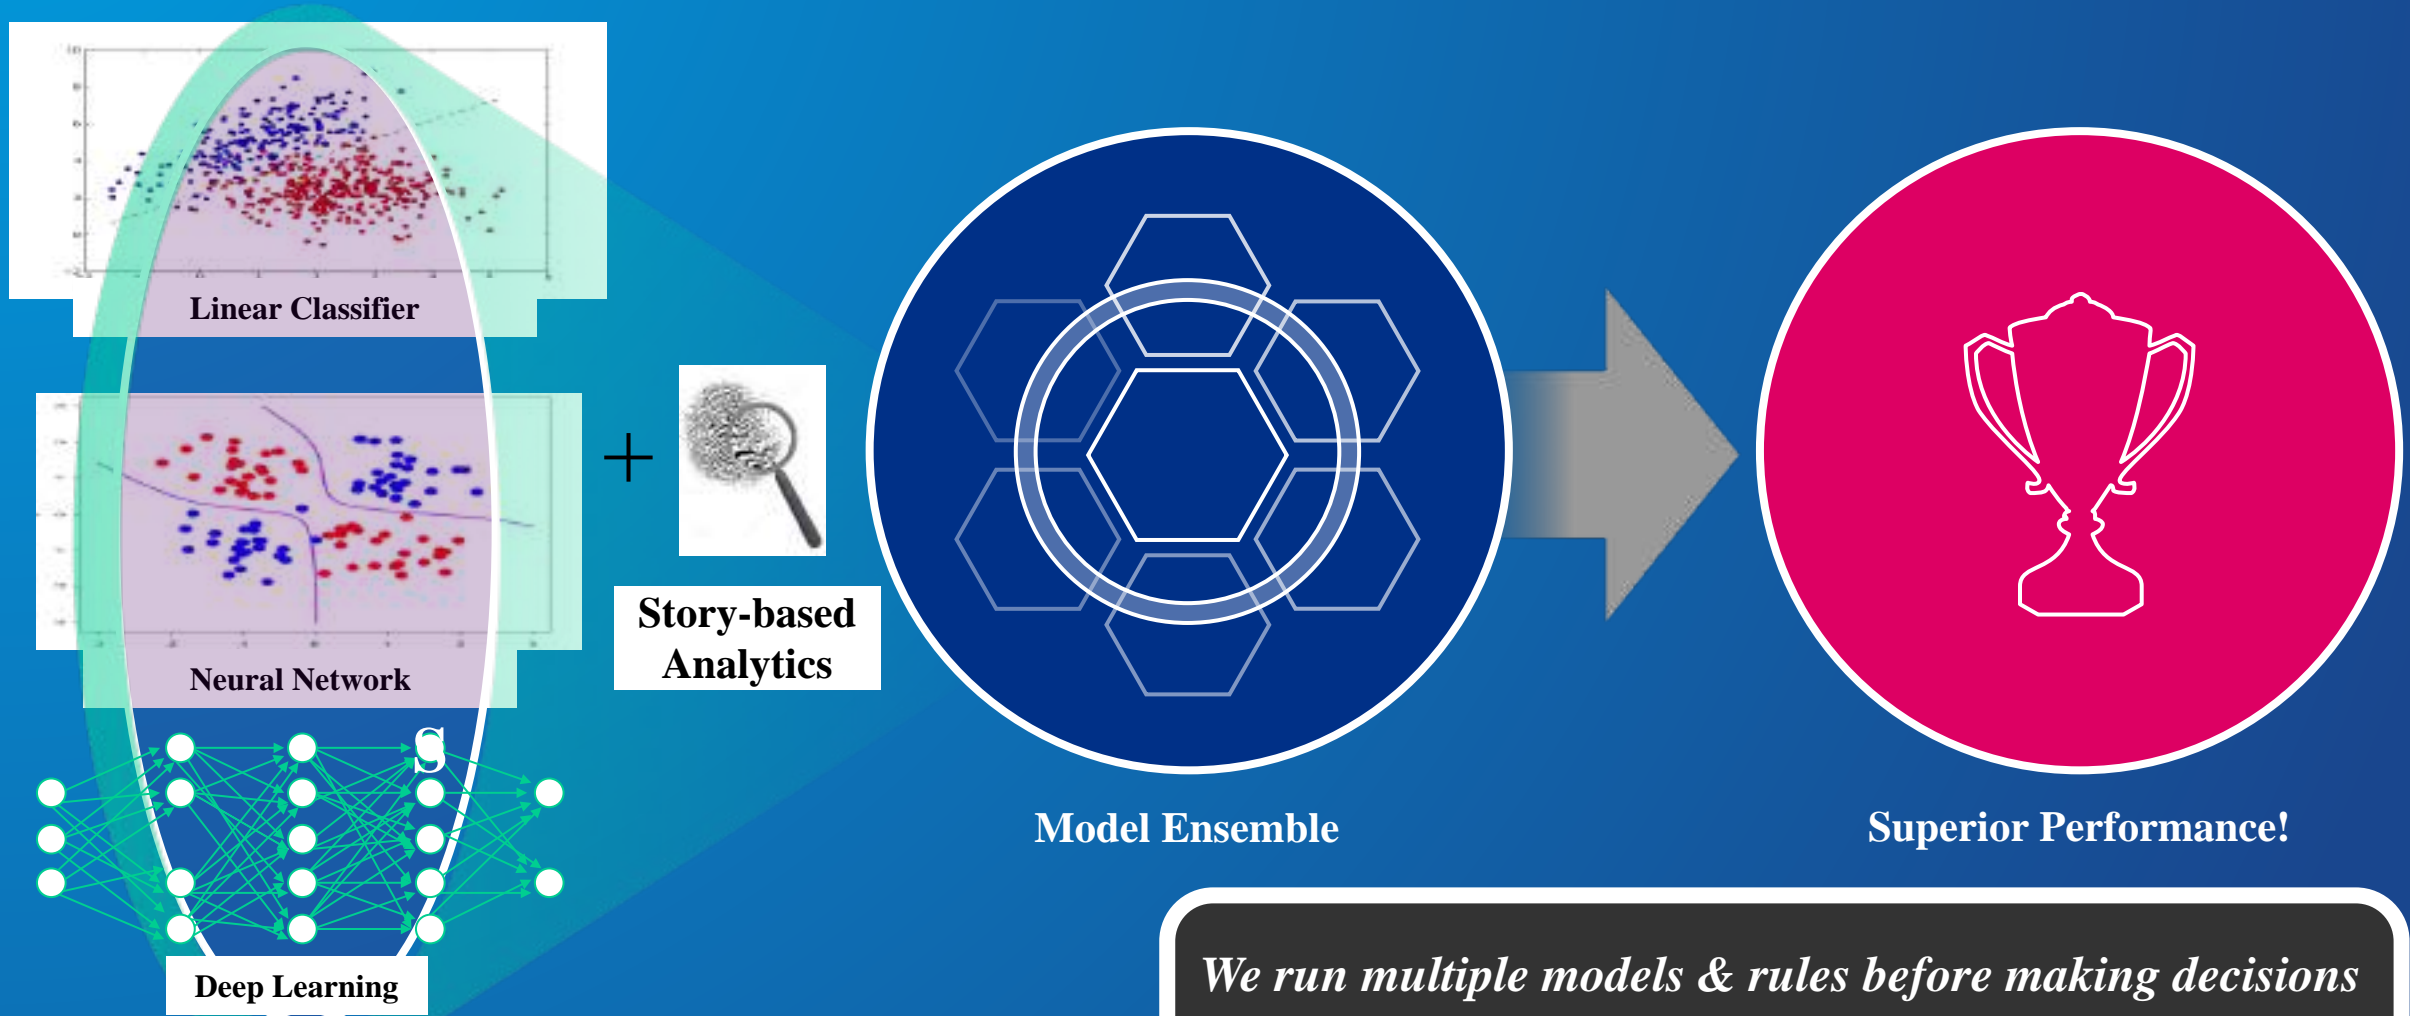 Linear Classifier
Neural Network
S
Deep Learning
+
Story-based
Analytics
Model Ensemble
Superior Performance!
We run multiple models & rules before making decisions